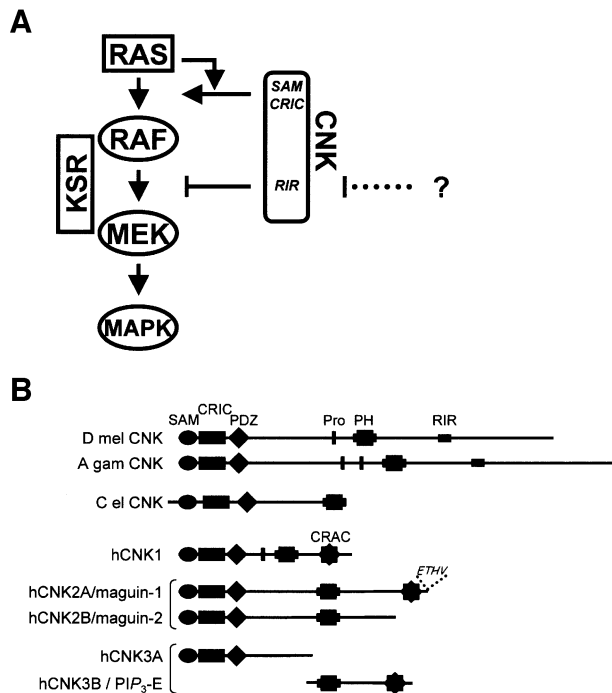 A
RAS
SAM
CRIC
CNK
RAF
KSR
RIR
?
MEK
MAPK
B
SAM CRIC PDZ Pro PH RIR
D mel CNK
A gam CNK
C el CNK
CRAC
hCNK1
ETHV
hCNK2A/maguin-1
hCNK2B/maguin-2
hCNK3A
hCNK3B / PIP3-E